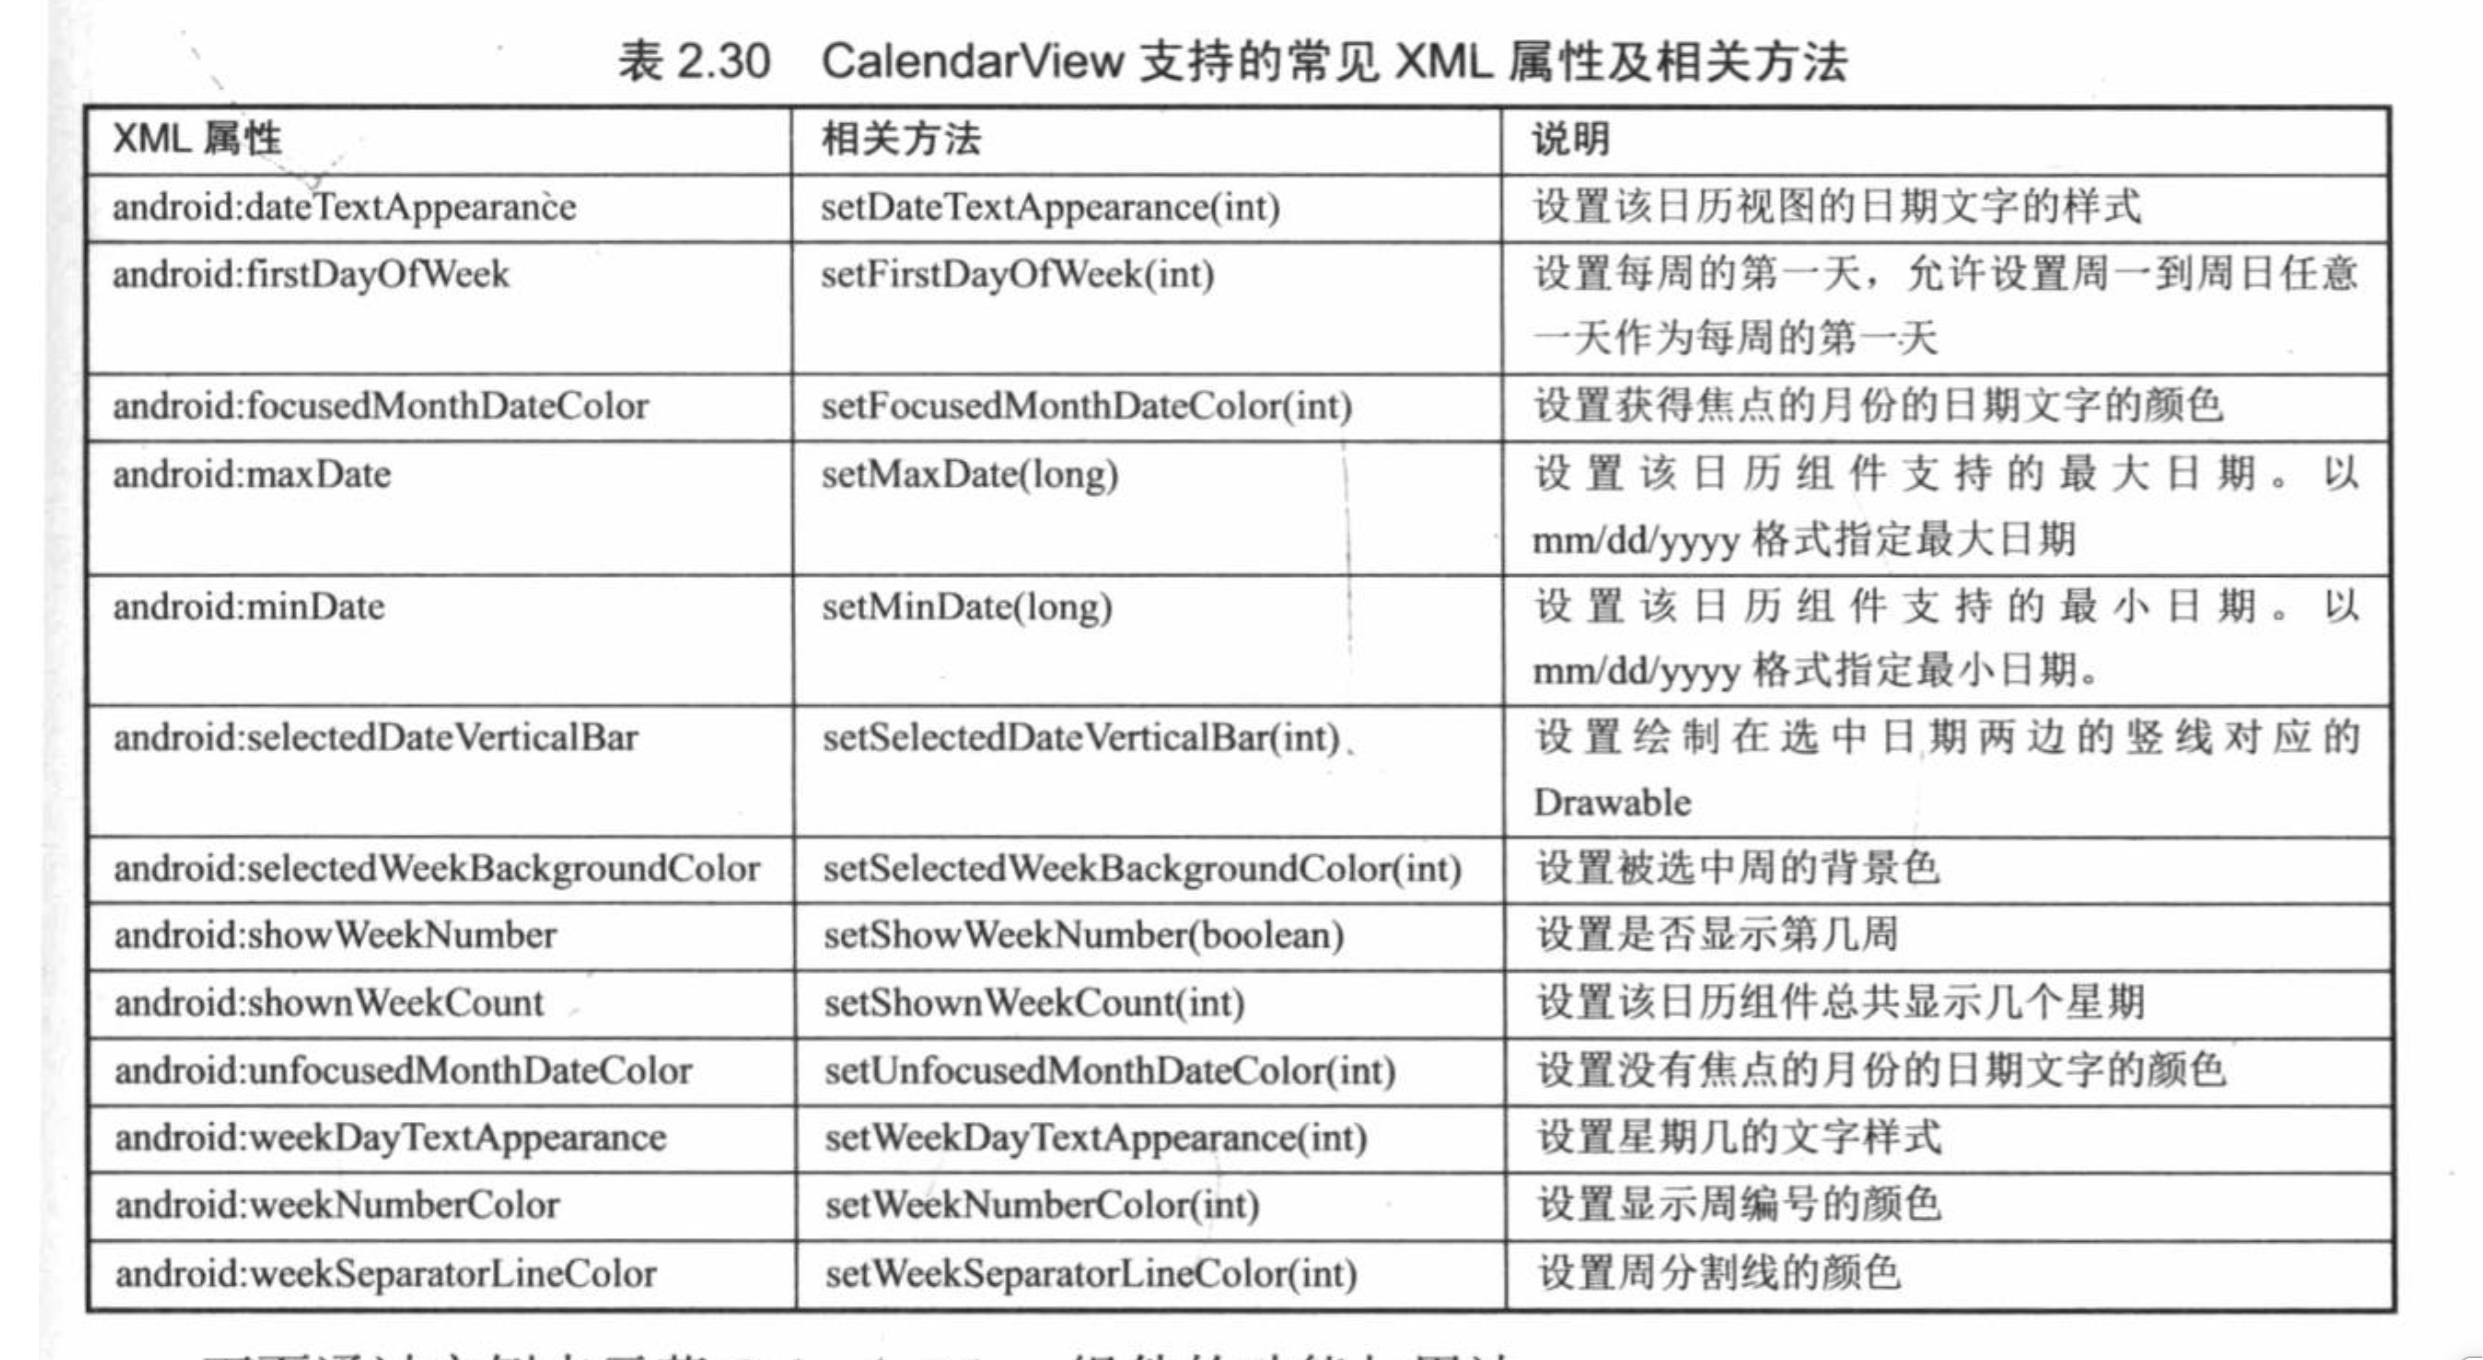 表 2.30 CalendarView 支持的常见 XML 属性及相关方法
XML 属性 相关方法 说明
android:dateTextAppearance setDateTextAppearance(int) 设置该日历视图的日期文字的样式
android:firstDayOfWeek setFirstDayOfWeek(int) 设置每周的第一天，允许设置周一到周日任意
一天作为每周的第一天
android:focusedMonthDateColor setFocusedMonthDateColor(int) 设置获得焦点的月份的日期文字的颜色
android:maxDate setMaxDate(long) 设置该日历组件支持的最大日期。以
mm/dd/yyyy 格式指定最大日期
android:minDate setMinDate(long) 设置该日历组件支持的最小日期。以
mm/dd/yyyy 格式指定最小日期。
android:selectedDateVerticalBar setSelectedDateVerticalBar(int) 设置绘制在选中日期两边的竖线对应的
Drawable
android:selectedWeekBackgroundColor setSelectedWeekBackgroundColor(int) 设置被选中周的背景色
android:showWeekNumber setShowWeekNumber(boolean) 设置是否显示第几周
android:shownWeekCount setShownWeekCount(int) 设置该日历组件总共显示几个星期
android:unfocusedMonthDateColor setUnfocusedMonthDateColor(int) 设置没有焦点的月份的日期文字的颜色
android:weekDayTextAppearance setWeekDayTextAppearance(int) 设置星期几的文字样式
android:weekNumberColor setWeekNumberColor(int) 设置显示周编号的颜色
android:weekSeparatorLineColor setWeekSeparatorLineColor(int) 设置周分割线的颜色